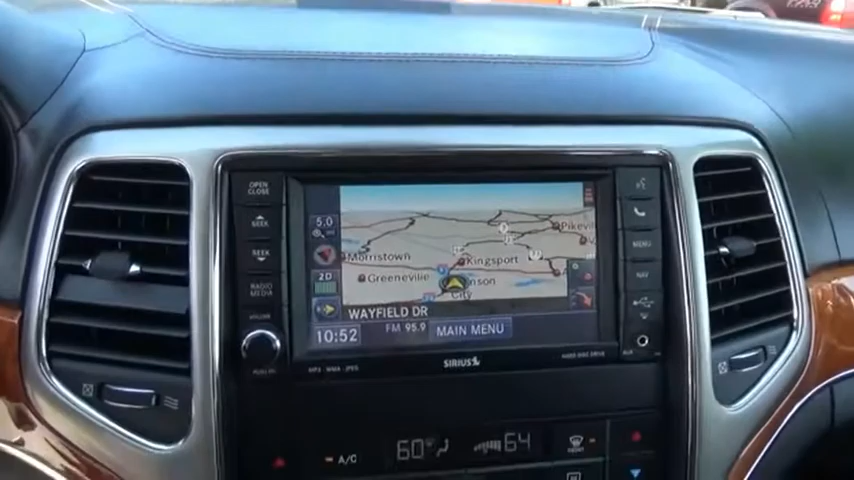 OPEN
CLOSE
SEEK
SEEK
RADIO
MEDIA
5.0
2D
Morristown
Greeneville
Kingsport
Pikeville
City
WAYFIELD DR
10:52
FM 95.9
MAIN MENU
MENU
NAV
SIRIUS
A/C
60°
64